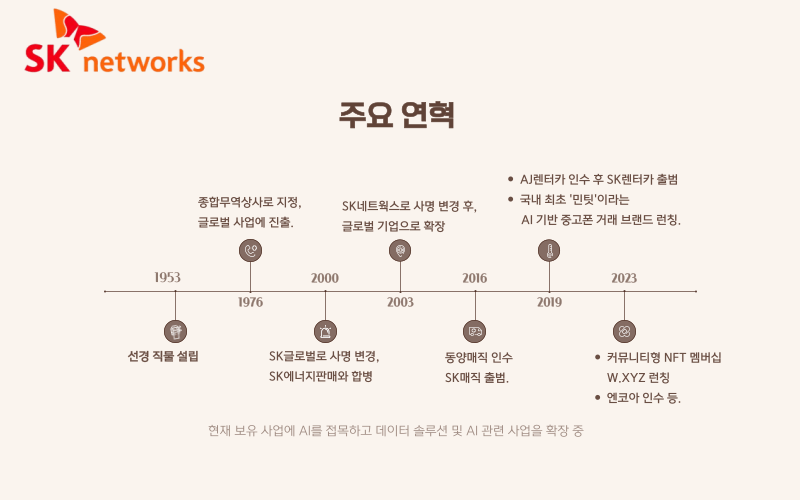 SK networks
주요 연혁
AJ렌터카 인수 후 SK렌터카 출범
국내 최초 '민팃'이라는
AI 기반 중고폰 거래 브랜드 런칭.
종합무역상사로 지정,
글로벌 사업에 진출.
SK네트웍스로 사명 변경 후,
글로벌 기업으로 확장
1953
2000
2016
2023
1976
2003
2019
선경 직물 설립
SK글로벌로 사명 변경,
SK에너지판매와 합병
동양매직 인수
SK매직 출범.
커뮤니티형 NFT 멤버십
W.XYZ 런칭
엔코아 인수 등.
현재 보유 사업에 AI를 접목하고 데이터 솔루션 및 AI 관련 사업을 확장 중